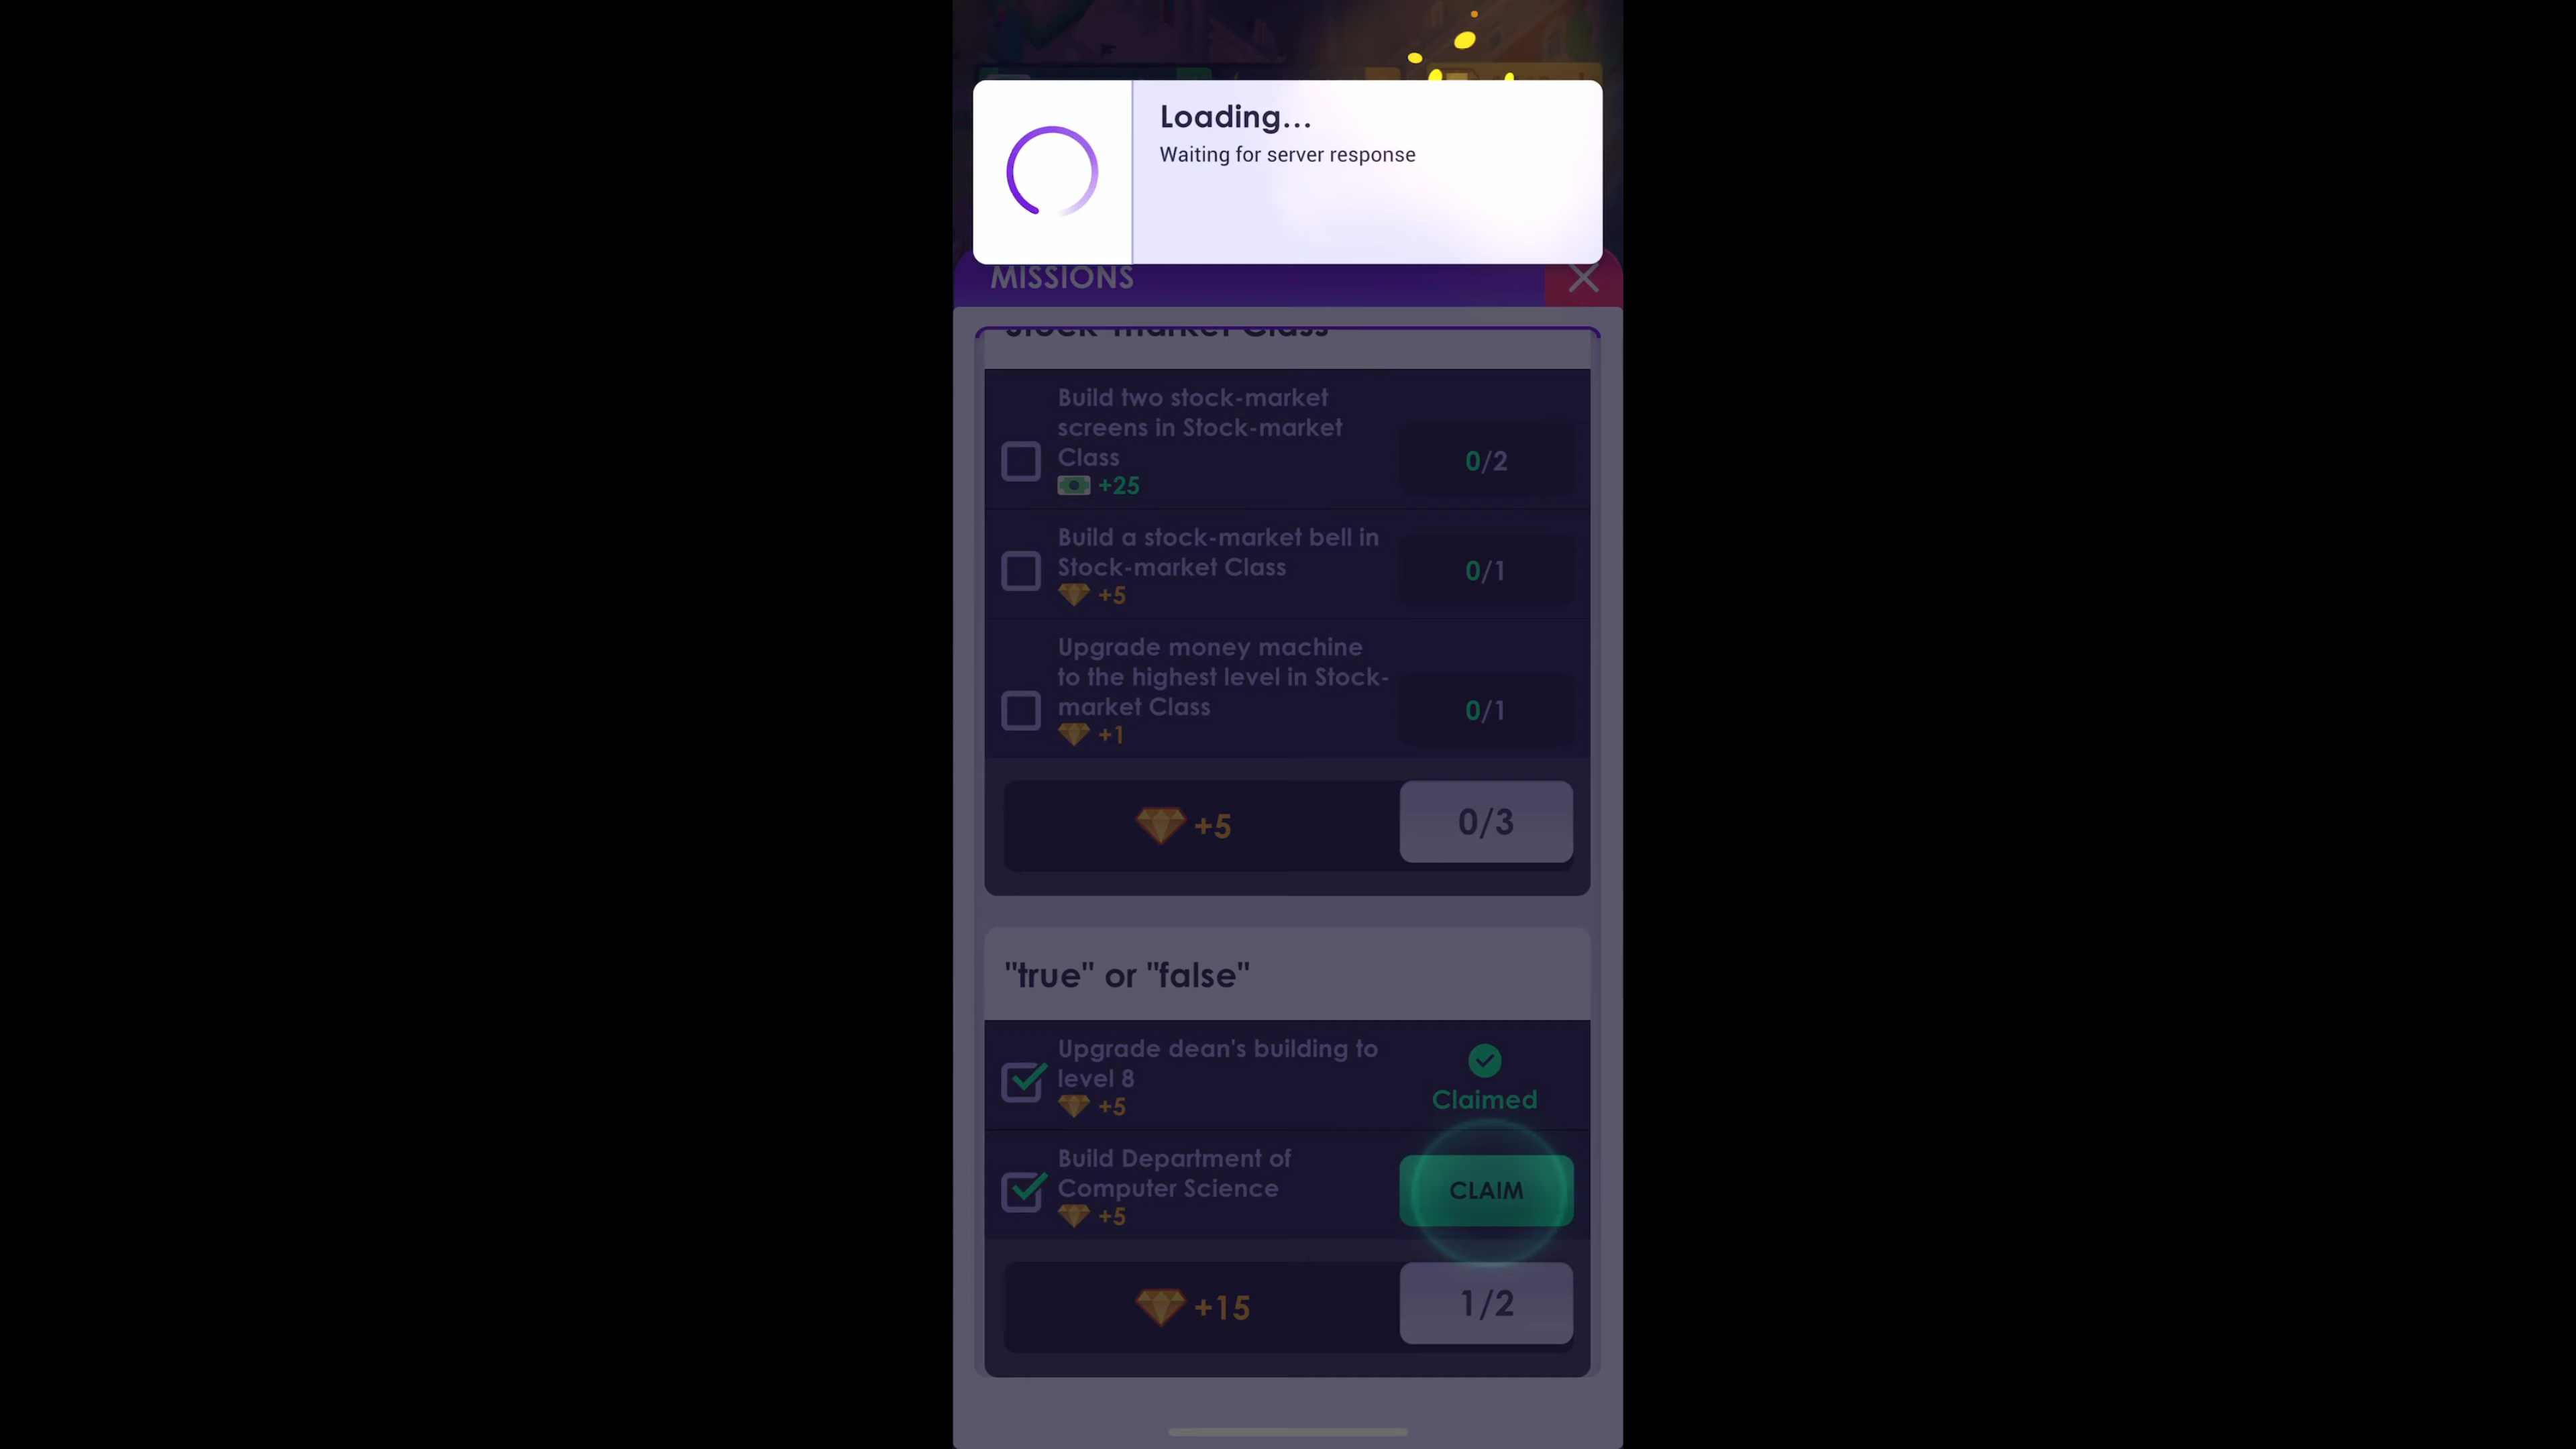 Loading...
Waiting for server response
MISSIONS
Stock-market Class
Build two stock-market
screens in Stock-market
Class
+25
0/2
Build a stock-market bell in
Stock-market Class
+5
0/1
Upgrade money machine
to the highest level in Stock-
market Class
+1
0/1
+5
0/3
"true" or "false"
Upgrade dean's building to
level 8
+5
Claimed
Build Department of
Computer Science
+5
CLAIM
+15
1/2